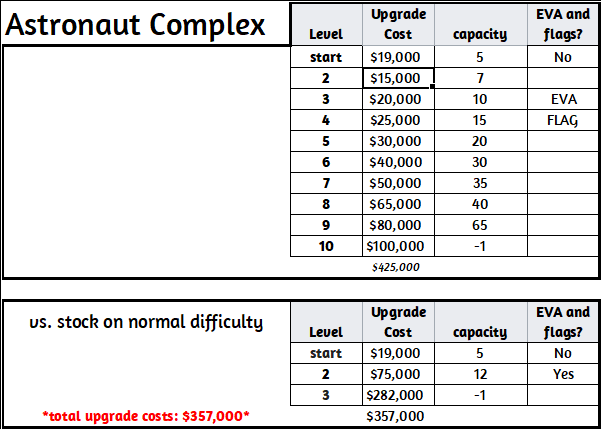 Astronaut Complex
Level Upgrade Cost capacity EVA and flags?
start $19,000 5 No
2 $15,000 7
3 $20,000 10 EVA
4 $25,000 15 FLAG
5 $30,000 20
6 $40,000 30
7 $50,000 35
8 $65,000 40
9 $80,000 65
10 $100,000 -1
$425,000
vs. stock on normal difficulty
Level Upgrade Cost capacity EVA and flags?
start $19,000 5 No
2 $75,000 12 Yes
3 $282,000 -1
*total upgrade costs: $357,000* $357,000